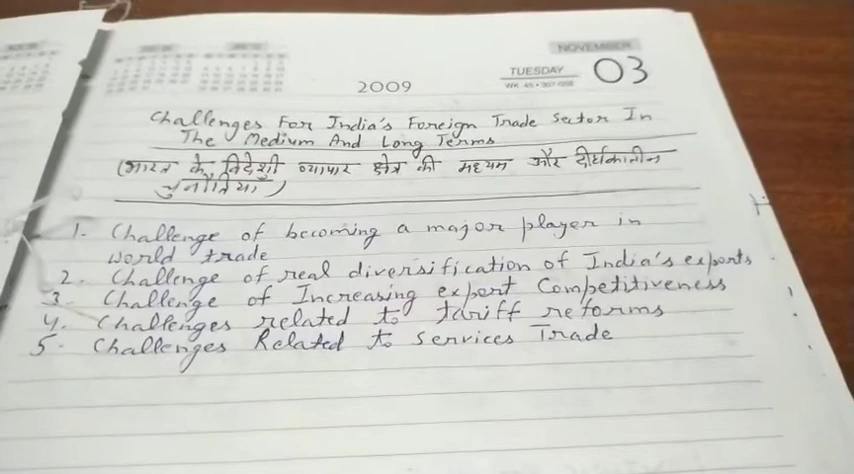 NOVEMBER
2009
TUESDAY
03
Challenges For India's Foreign Trade Sector In
The Medium And Long Terms
(भारत के विदेशी व्यापार क्षेत्र की मध्यम और दीर्घकालीन
चुनौतियां)
1. Challenge of becoming a major player in
world trade
2. Challenge of real diversification of India's exports
3. Challenge of Increasing export Competitiveness
4. Challenges related to tariff reforms
5. Challenges Related to services Trade